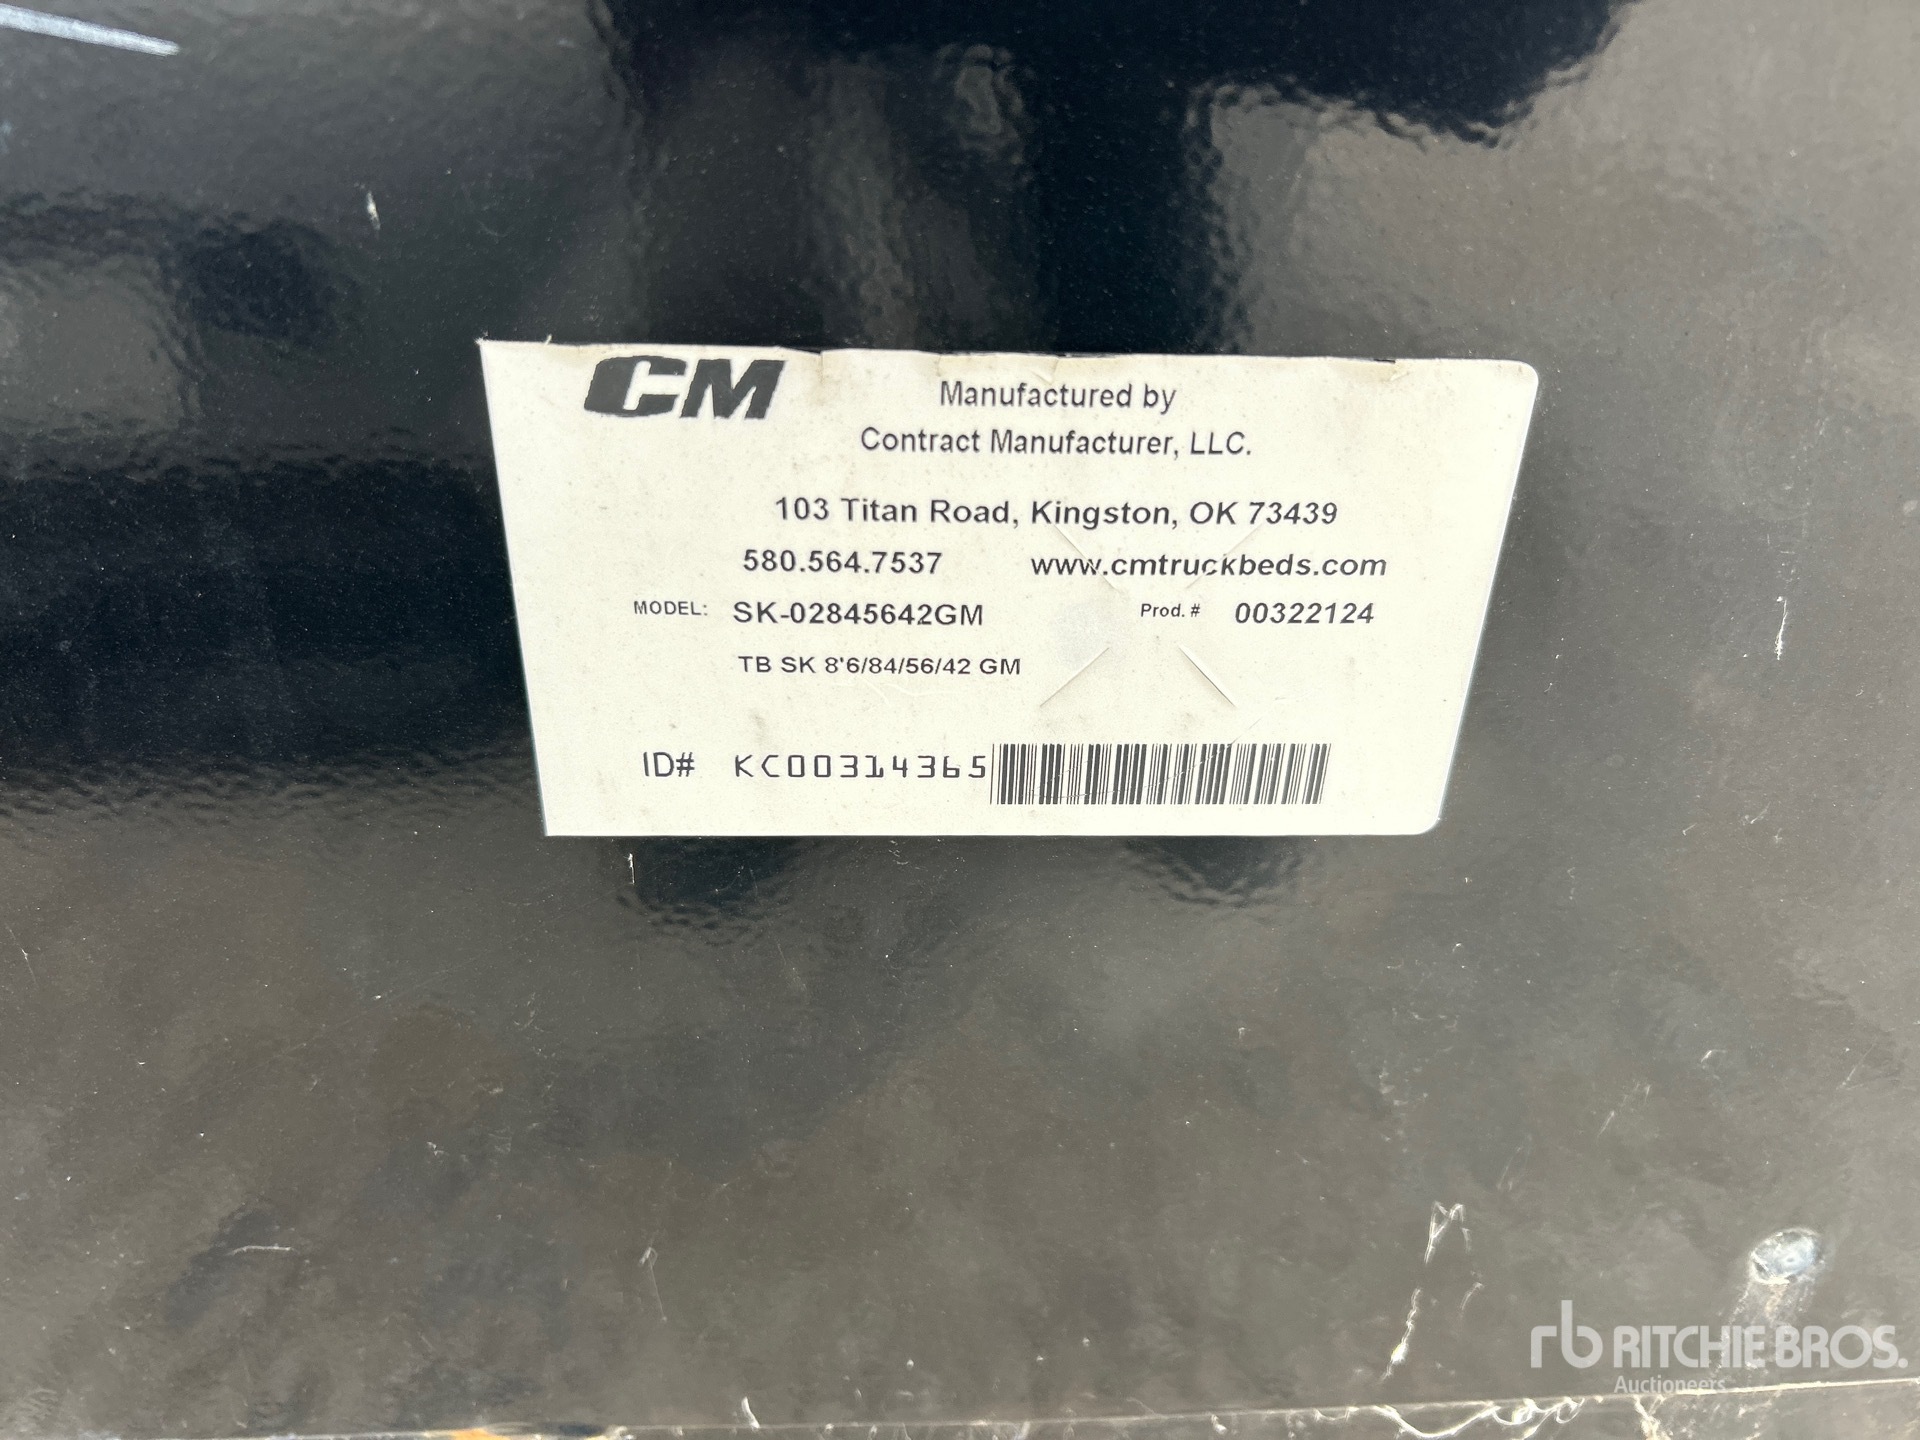 CM
Manufactured by
Contract Manufacturer, LLC.
103 Titan Road, Kingston, OK 73439
580.564.7537 www.cmtruckbeds.com
MODEL: SK-02845642GM Prod. # 00322124
TB SK 8'6/84/56/42 GM
ID# KC00314365
rb RITCHIE BROS.
Auctioneers